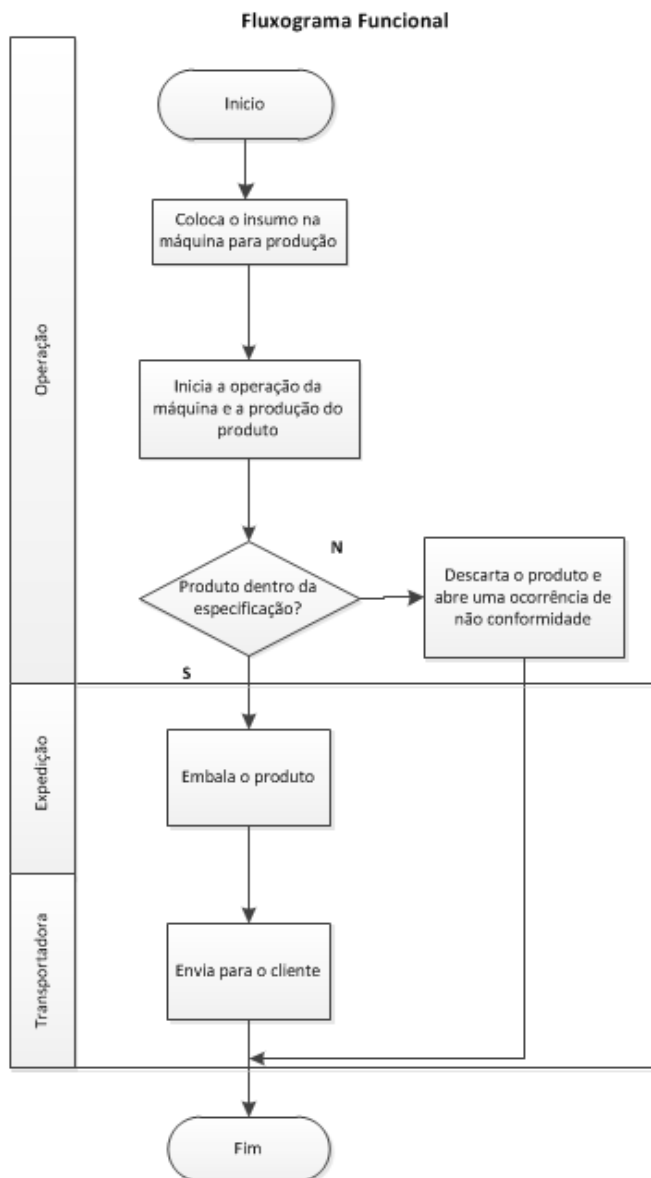 Fluxograma Funcional
Operação
Inicio
Coloca o insumo na
máquina para produção
Inicia a operação da
máquina e a produção do
produto
Produto dentro da
especificação?
N
Descarta o produto e
abre uma ocorrência de
não conformidade
S
Expedição
Embala o produto
Transportadora
Envia para o cliente
Fim